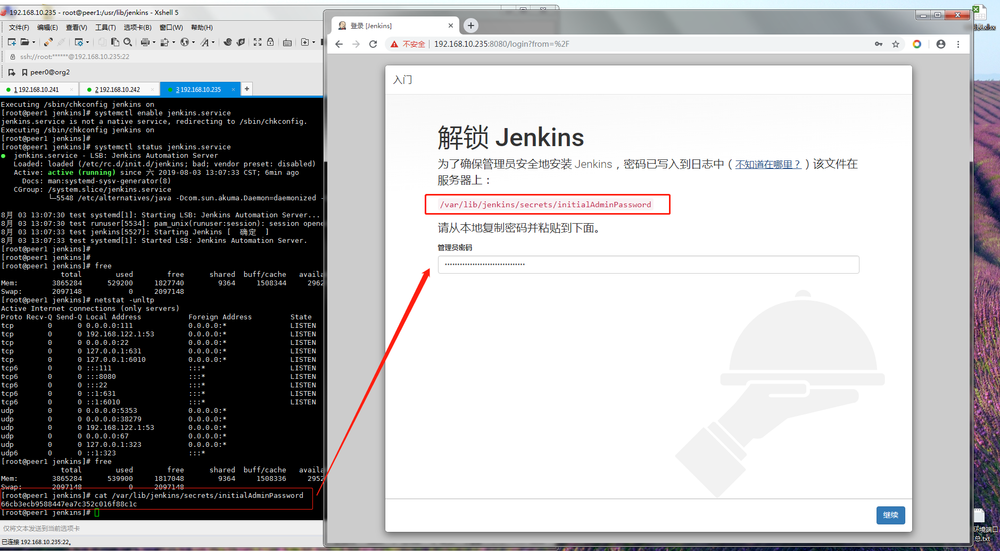 192.168.10.235 - root@peer1:/usr/lib/jenkins - Xshell 5
文件(F) 编辑(E) 查看(V) 工具(T) 选项卡(B) 窗口(W) 帮助(H)
ssh://root:******@192.168.10.235:22
peer0@org2
1 192.168.10.241 2 192.168.10.242 3 192.168.10.235
Executing /sbin/chkconfig jenkins on
[root@peer1 jenkins]# systemctl enable jenkins.service
jenkins.service is not a native service, redirecting to /sbin/chkconfig.
Executing /sbin/chkconfig jenkins on
[root@peer1 jenkins]#
[root@peer1 jenkins]# systemctl status jenkins.service
● jenkins.service - LSB: Jenkins Automation Server
Loaded: loaded (/etc/rc.d/init.d/jenkins; bad; vendor preset: disabled)
Active: active (running) since 六 2019-08-03 13:07:33 CST; 6min ago
Docs: man:systemd-sysv-generator(8)
CGroup: /system.slice/jenkins.service
└─5548 /etc/alternatives/java -Dcom.sun.akuma.Daemon=daemonized -
8月 03 13:07:30 test systemd[1]: Starting LSB: Jenkins Automation Server...
8月 03 13:07:30 test runuser[5534]: pam_unix(runuser:session): session opene
8月 03 13:07:33 test jenkins[5527]: Starting Jenkins [ 确定 ]
8月 03 13:07:33 test systemd[1]: Started LSB: Jenkins Automation Server.
[root@peer1 jenkins]#
[root@peer1 jenkins]#
[root@peer1 jenkins]# free
total used free shared buff/cache availa
Mem: 3865284 529200 1827740 9364 1508344 2962
Swap: 2097148 0 2097148
[root@peer1 jenkins]# netstat -unltp
Active Internet connections (only servers)
Proto Recv-Q Send-Q Local Address Foreign Address State
tcp 0 0 0.0.0.0:111 0.0.0.0:* LISTEN
tcp 0 0 192.168.122.1:53 0.0.0.0:* LISTEN
tcp 0 0 0.0.0.0:22 0.0.0.0:* LISTEN
tcp 0 0 127.0.0.1:631 0.0.0.0:* LISTEN
tcp 0 0 127.0.0.1:6010 0.0.0.0:* LISTEN
tcp6 0 0 :::111 :::* LISTEN
tcp6 0 0 :::8080 :::* LISTEN
tcp6 0 0 :::22 :::* LISTEN
tcp6 0 0 ::1:631 :::* LISTEN
tcp6 0 0 ::1:6010 :::* LISTEN
udp 0 0 0.0.0.0:5353 0.0.0.0:*
udp 0 0 0.0.0.0:38279 0.0.0.0:*
udp 0 0 192.168.122.1:53 0.0.0.0:*
udp 0 0 0.0.0.0:67 0.0.0.0:*
udp 0 0 127.0.0.1:323 0.0.0.0:*
udp6 0 0 ::1:323 :::*
[root@peer1 jenkins]# free
total used free shared buff/cache availa
Mem: 3865284 539900 1817048 9364 1508336 2952
Swap: 2097148 0 2097148
[root@peer1 jenkins]# cat /var/lib/jenkins/secrets/initialAdminPassword
66cb3ecb9588447ea7c352c016f88c1c
[root@peer1 jenkins]#
仅将文本发送到当前选项卡
已连接 192.168.10.235:22。
登录 [Jenkins]
不安全 192.168.10.235:8080/login?from=%2F
入门
解锁 Jenkins
为了确保管理员安全地安装 Jenkins，密码已写入到日志中（不知道在哪里？）该文件在
服务器上：
/var/lib/jenkins/secrets/initialAdminPassword
请从本地复制密码并粘贴到下面。
管理员密码
继续
.xlsx
环境端口
总.txt